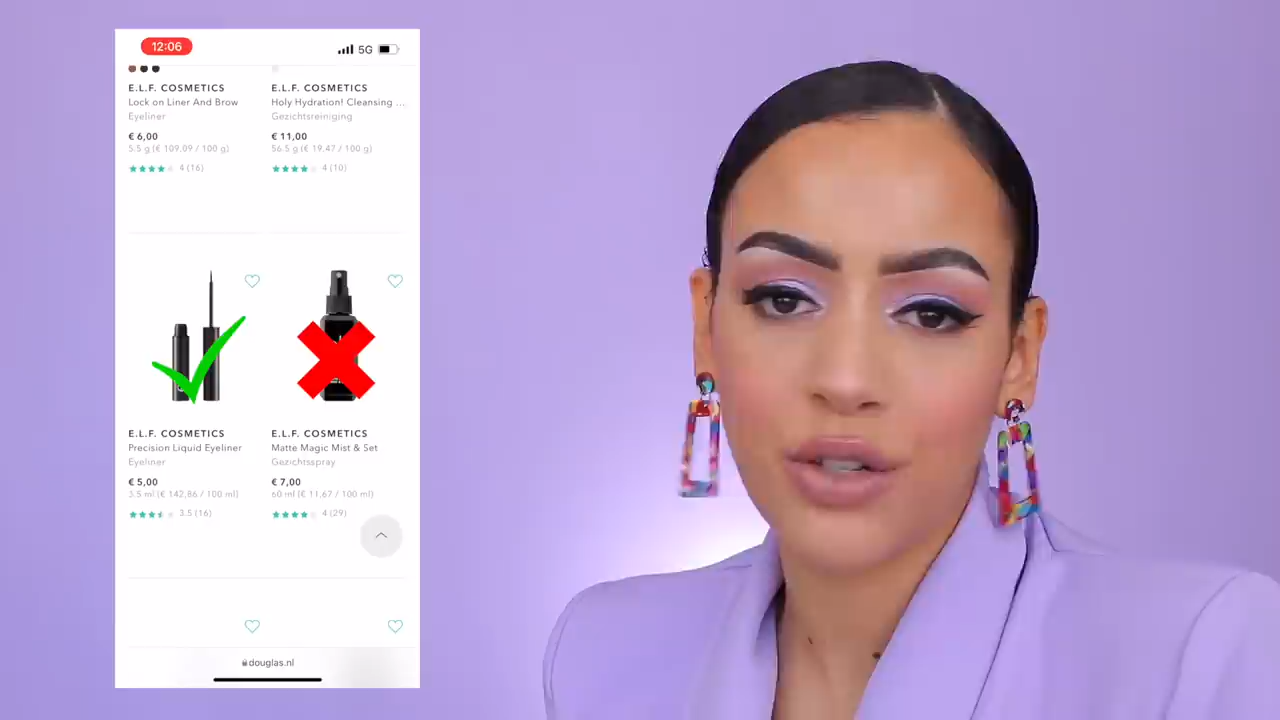 12:06
5G
E.L.F. COSMETICS
Lock on Liner And Brow
Eyeliner
€ 6,00
5.5 g (€ 109,09 / 100 g)
4 (16)
E.L.F. COSMETICS
Holy Hydration! Cleansing ...
Gezichtsreiniging
€ 11,00
56.5 g (€ 19,47 / 100 g)
4 (10)
E.L.F. COSMETICS
Precision Liquid Eyeliner
Eyeliner
€ 5,00
3.5 ml (€ 142,86 / 100 ml)
3.5 (16)
E.L.F. COSMETICS
Matte Magic Mist & Set
Gezichtsspray
€ 7,00
60 ml (€ 11,67 / 100 ml)
4 (29)
douglas.nl